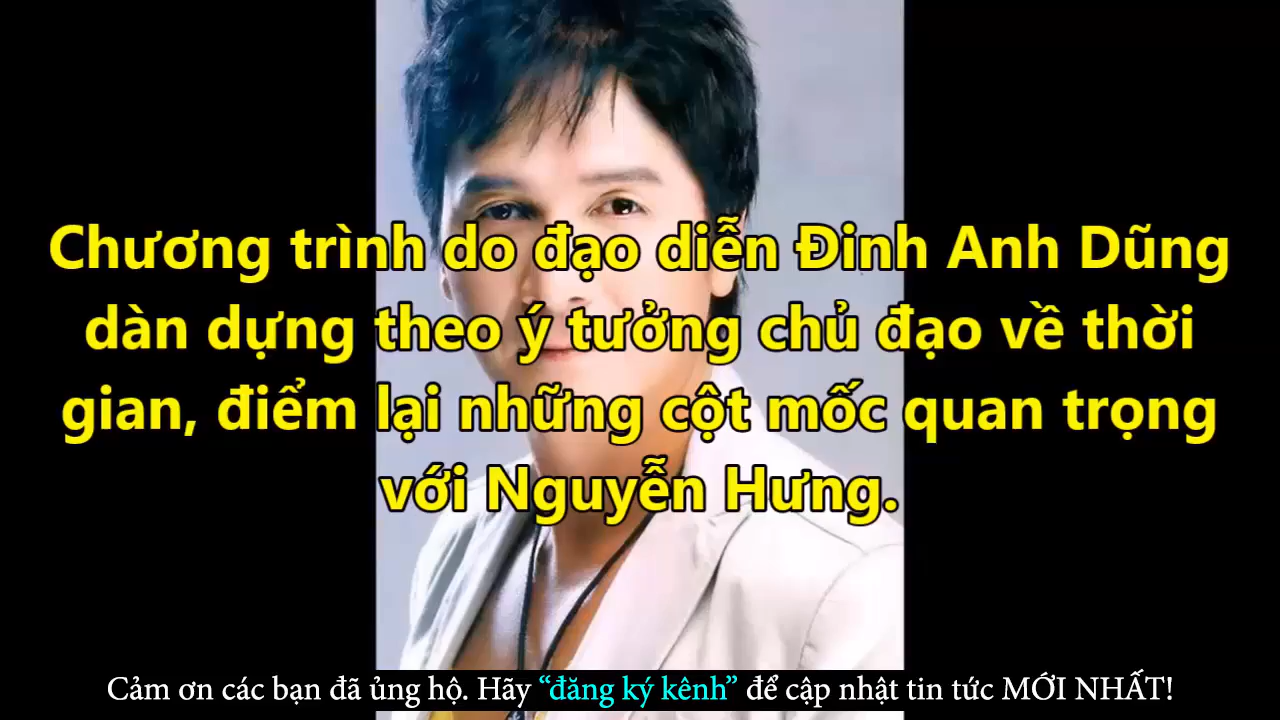 Chương trình do đạo diễn Đinh Anh Dũng
dàn dựng theo ý tưởng chủ đạo về thời
gian, điểm lại những cột mốc quan trọng
với Nguyễn Hưng.
Cảm ơn các bạn đã ủng hộ. Hãy “đăng ký kênh” để cập nhật tin tức MỚI NHẤT!